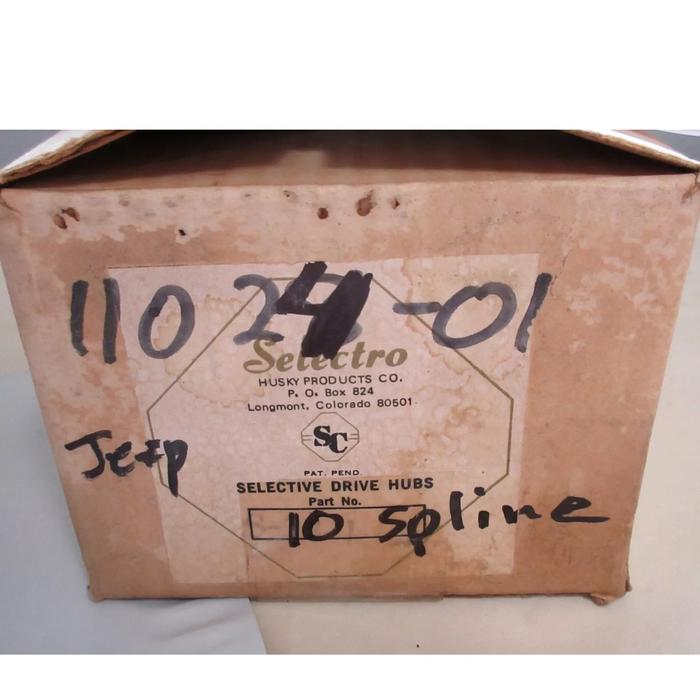 110 24-01
Selectro
HUSKY PRODUCTS CO.
P. O. Box 824
Longmont, Colorado 80501
SC
Jeep
PAT. PEND.
SELECTIVE DRIVE HUBS
Part No.
10 Spline